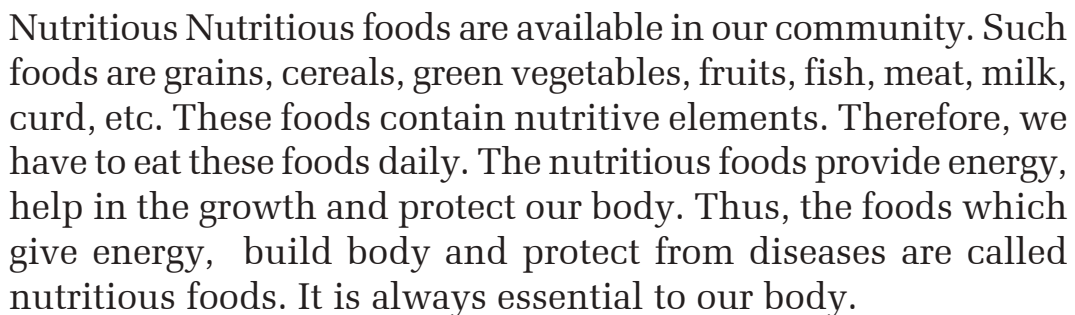 Nutritious Nutritious foods are available in our community. Such
foods are grains, cereals, green vegetables, fruits, fish, meat, milk,
curd, etc. These foods contain nutritive elements. Therefore, we
have to eat these foods daily. The nutritious foods provide energy,
help in the growth and protect our body. Thus, the foods which
give energy,  build body and protect from diseases are called
nutritious foods. It is always essential to our body.